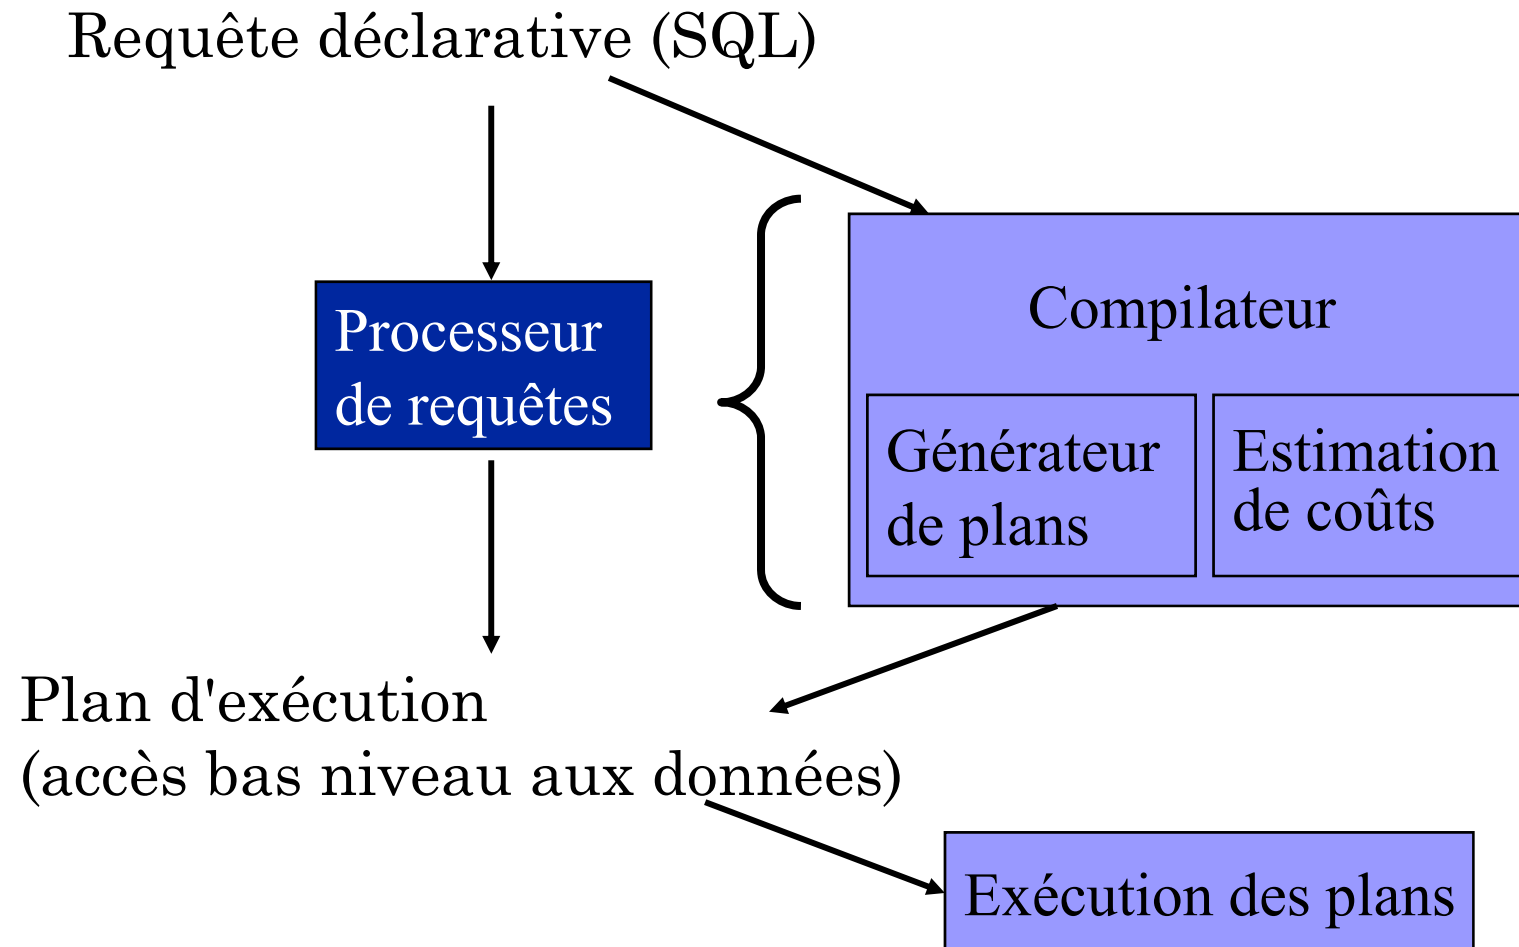 Requête déclarative (SQL)
Processeur
de requêtes
Compilateur
Générateur
de plans
Estimation
de coûts
Plan d'exécution
(accès bas niveau aux données)
Exécution des plans